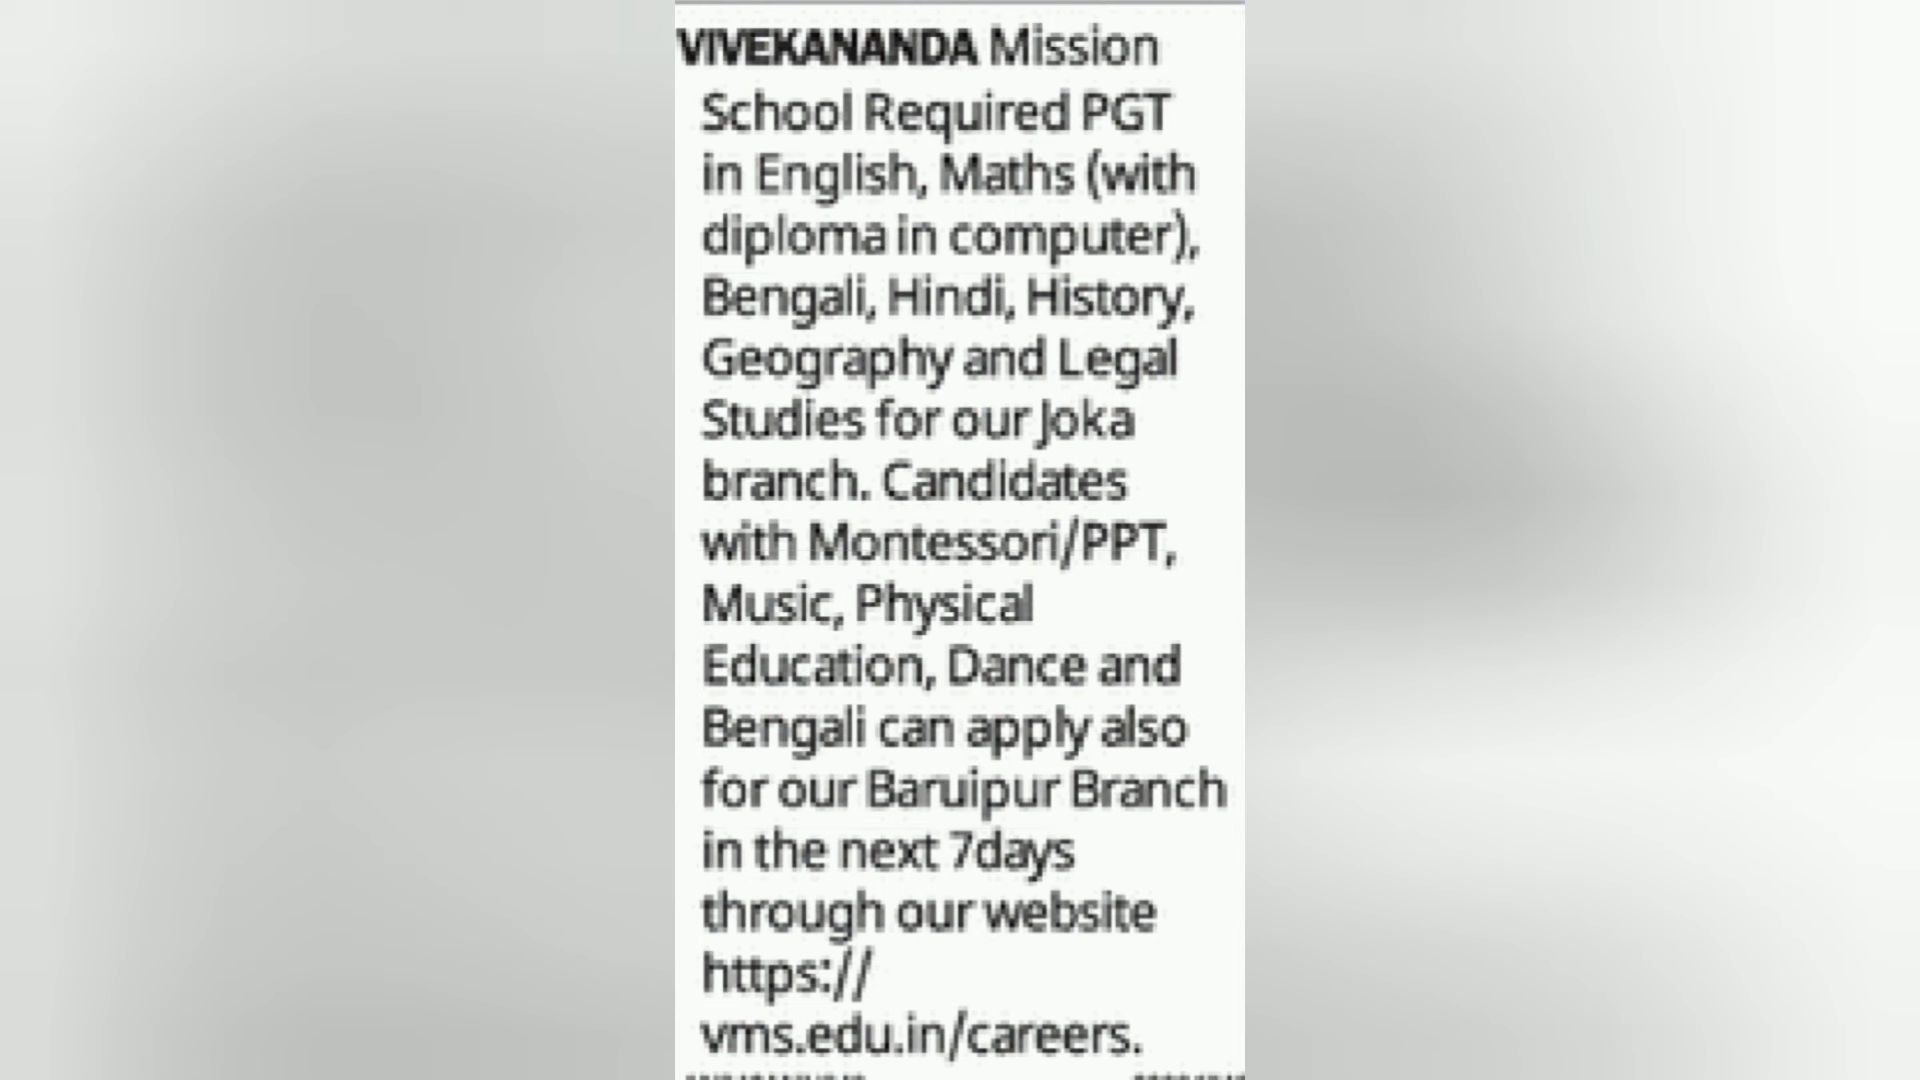 VIVEKANANDA Mission
School Required PGT
in English, Maths (with
diploma in computer),
Bengali, Hindi, History,
Geography and Legal
Studies for our Joka
branch. Candidates
with Montessori/PPT,
Music, Physical
Education, Dance and
Bengali can apply also
for our Baruipur Branch
in the next 7days
through our website
https://
vms.edu.in/careers.